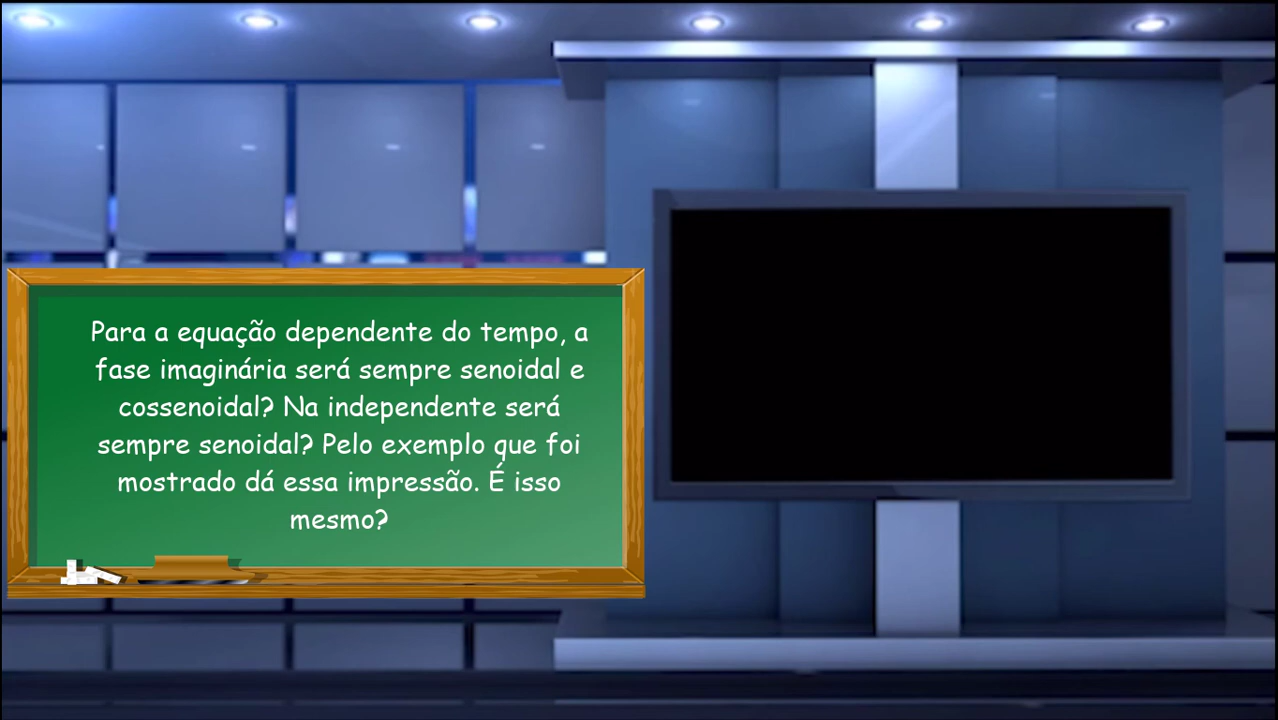 Para a equação dependente do tempo, a
fase imaginária será sempre senoidal e
cossenoidal? Na independente será
sempre senoidal? Pelo exemplo que foi
mostrado dá essa impressão. É isso
mesmo?